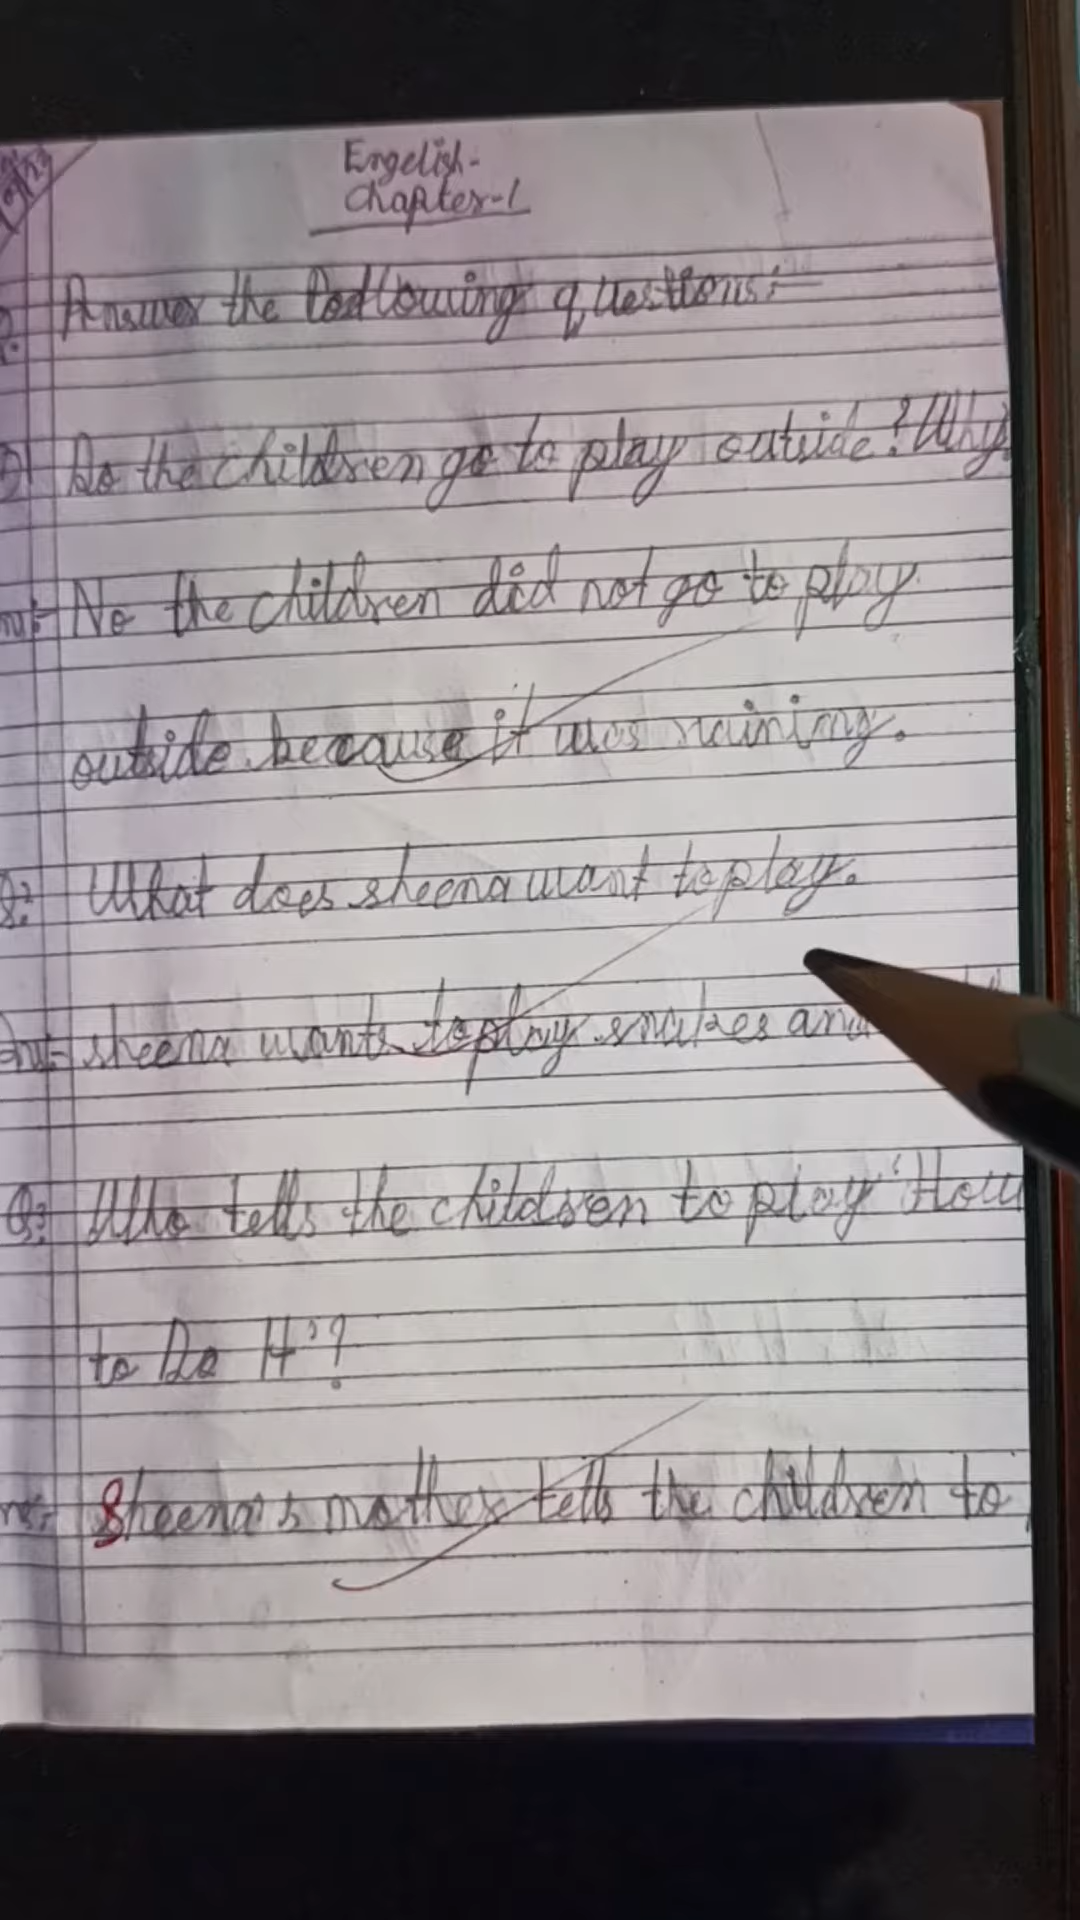 Engelish-
Chapter-1
Answer the following questions:-
Do the children go to play outside? Why
No the children did not go to play
outside because it was raining.
What does sheena want to play.
sheena wants to play snakes and
Q3: Who tells the children to play 'How
to Do It'?
Sheena's mother tells the children to